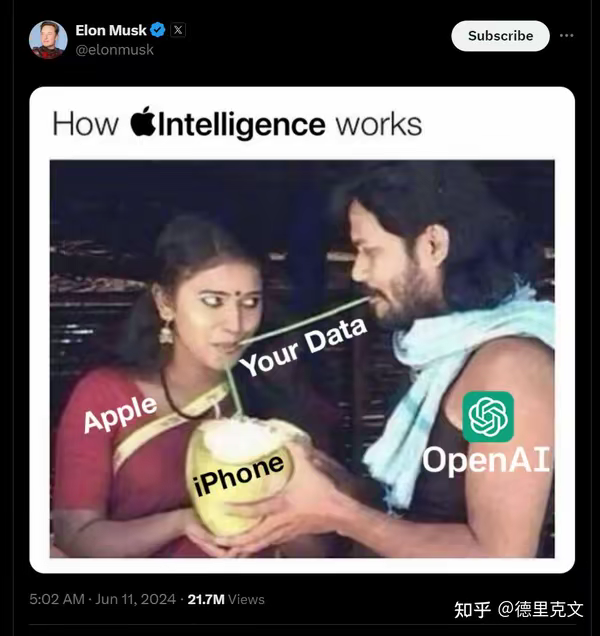 Elon Musk
@elonmusk
Subscribe
How Intelligence works
Your Data
Apple
iPhone
OpenAI
5:02 AM · Jun 11, 2024 · 21.7M Views
知乎 @德里克文